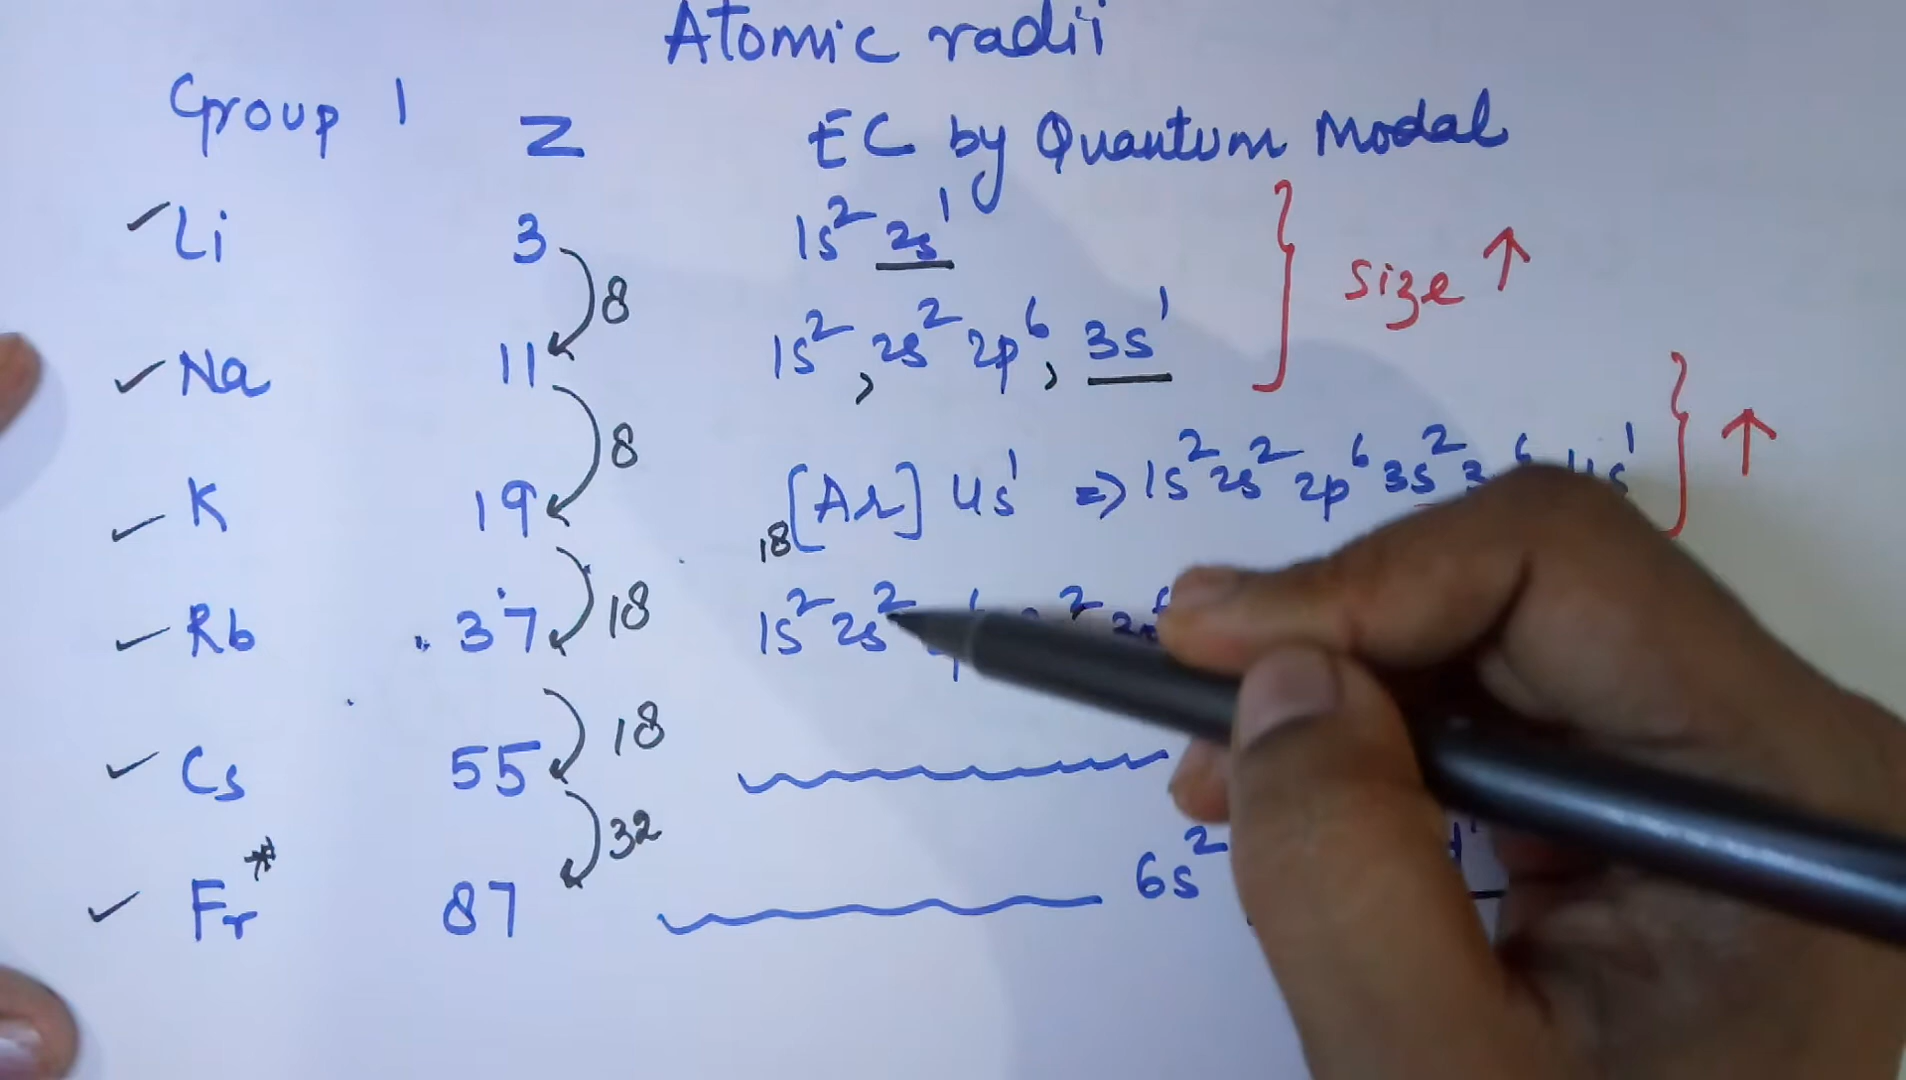 Atomic radii
Group 1 Z EC by Quantum Modal
Li 3 1s² 2s¹
8
size ↑
Na 11 1s², 2s² 2p⁶, 3s¹
8
↑
K 19 ₁₈[Ar] 4s¹ => 1s² 2s² 2p⁶ 3s²
18
Rb 37 1s² 2s²
18
Cs 55
32
Fr* 87 6s²